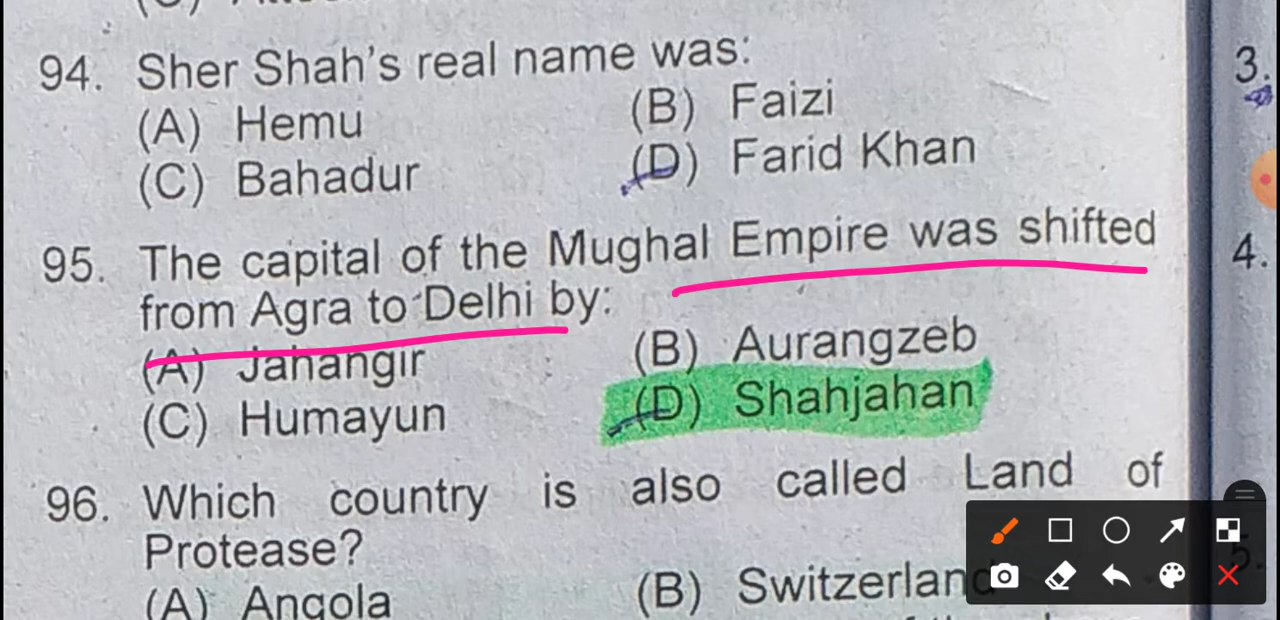 94. Sher Shah's real name was:
(A) Hemu (B) Faizi
(C) Bahadur (D) Farid Khan
95. The capital of the Mughal Empire was shifted
from Agra to Delhi by:
(A) Jahangir (B) Aurangzeb
(C) Humayun (D) Shahjahan
96. Which country is also called Land of
Protease?
(A) Angola (B) Switzerland
3.
4.
5.